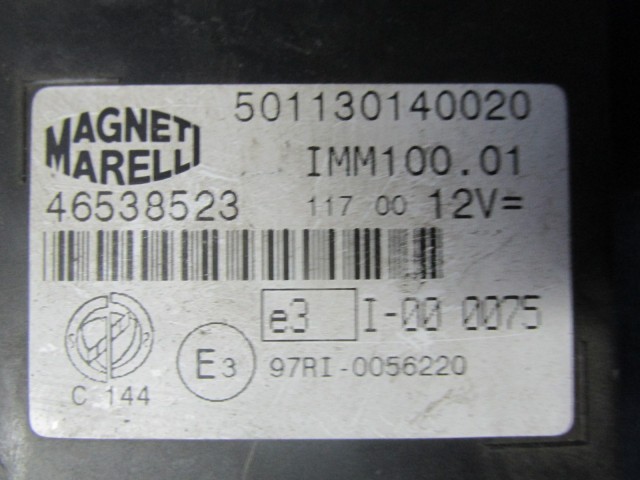 MAGNETI MARELLI
501130140020
IMM100.01
46538523
117 00 12V=
e3 I-00 0075
E3
97RI-0056220
C 144